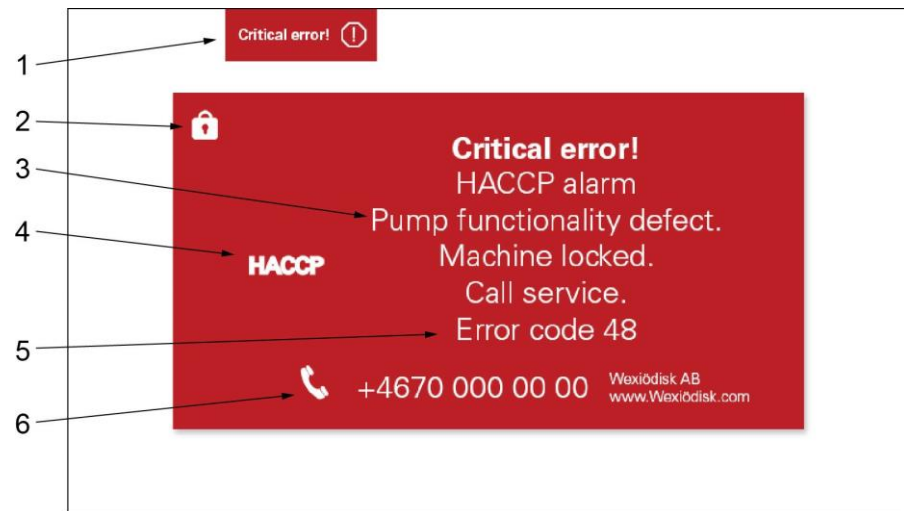 1
Critical error!
2
3
4
5
6
Critical error!
HACCP alarm
Pump functionality defect.
Machine locked.
Call service.
Error code 48
HACCP
+4670 000 00 00
Wexiödisk AB
www.Wexiödisk.com